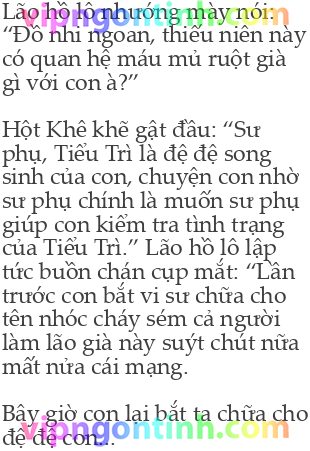 Lão hồ lô nhướng mày nói:
“Đồ nhi ngoan, thiếu niên này
có quan hệ máu mủ ruột già
gì với con à?”
Hột Khê khẽ gật đầu: “Sư
phụ, Tiểu Trì là đệ đệ song
sinh của con, chuyện con nhờ
sư phụ chính là muốn sư phụ
giúp con kiểm tra tình trạng
của Tiểu Trì.” Lão hồ lô lập
tức buồn chán cụp mắt: “Lần
trước con bắt vi sư chữa cho
tên nhóc cháy sém cả người
làm lão già này suýt chút nữa
mất nửa cái mạng.
Bây giờ con lại bắt ta chữa cho
đệ đệ con...
vipngontinh.com
vipngontinh.com
vipngontinh.com